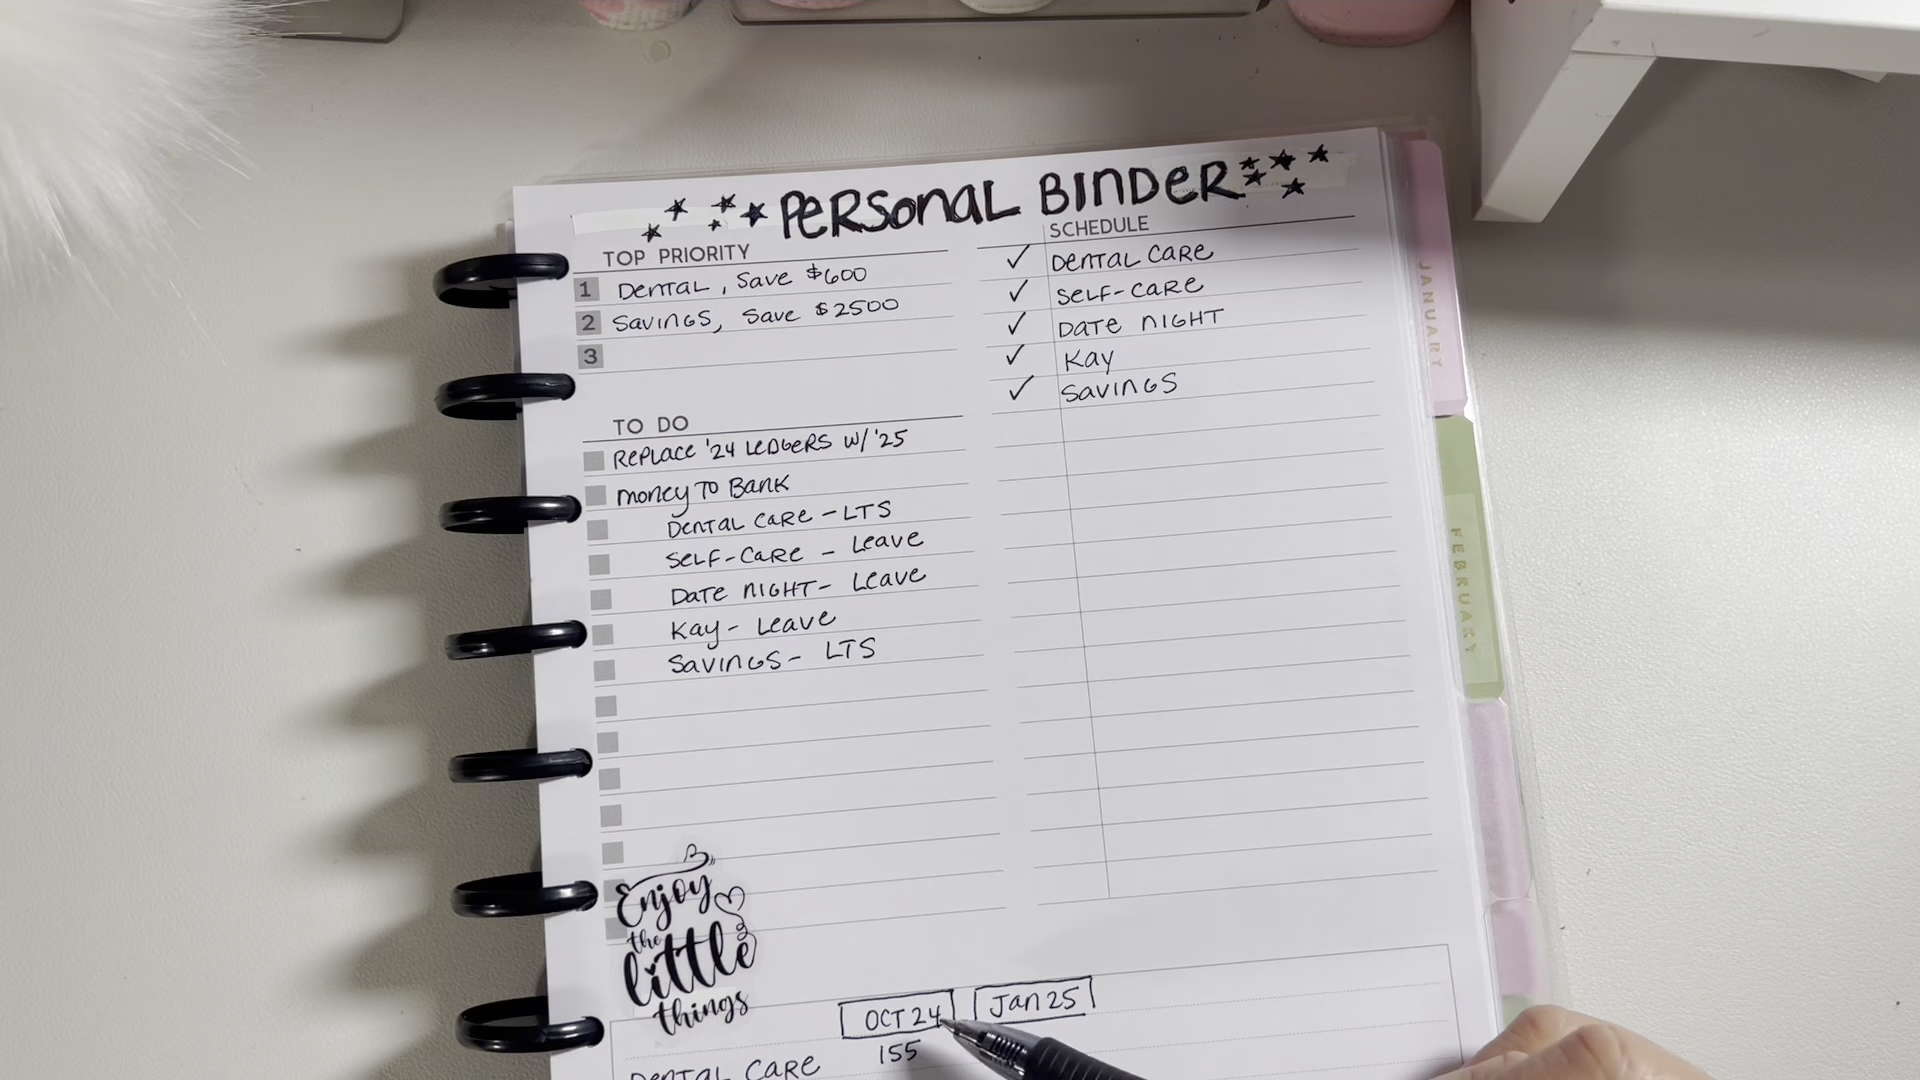 PERSONAL BINDER
TOP PRIORITY
1 DENTAL, Save $600
2 SAVINGS, Save $2500
3
SCHEDULE
✓ DENTAL CARE
✓ SELF-CARE
✓ DATE NIGHT
✓ KAY
✓ SAVINGS
TO DO
REPLACE '24 LEDGERS W/ '25
MONEY TO BANK
DENTAL CARE - LTS
SELF-CARE - LEAVE
DATE NIGHT - LEAVE
KAY - LEAVE
SAVINGS - LTS
Enjoy
the
little
things
OCT 24 Jan 25
DENTAL CARE 155
JANUARY
FEBRUARY